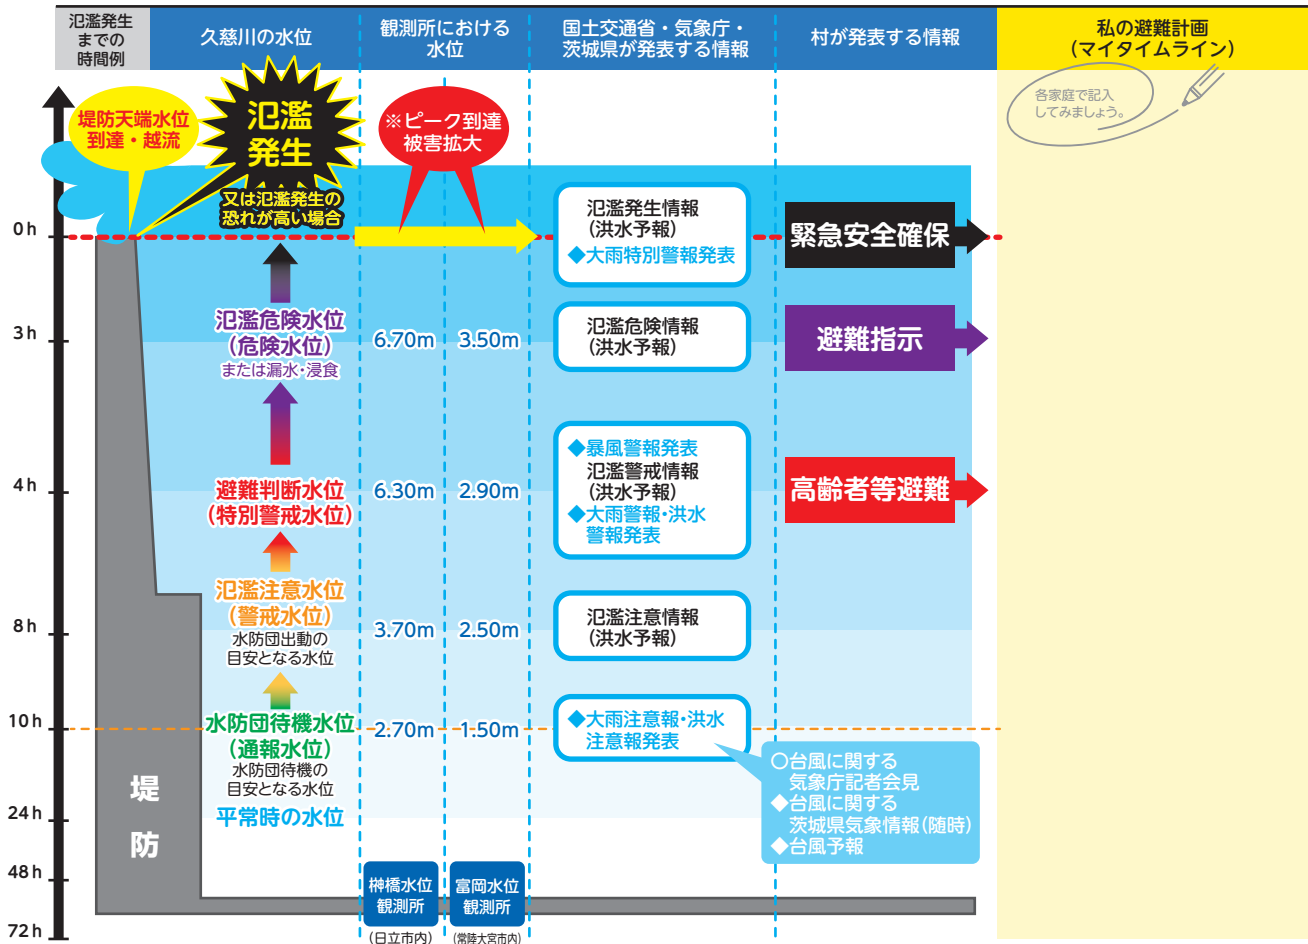 氾濫発生
までの
時間例
久慈川の水位
観測所における
水位
国土交通省・気象庁・
茨城県が発表する情報
村が発表する情報
私の避難計画
(マイタイムライン)
各家庭で記入
してみましょう。
堤防天端水位
到達・越流
氾濫
発生
又は氾濫発生の
恐れが高い場合
※ピーク到達
被害拡大
0h
氾濫発生情報
(洪水予報)
◆大雨特別警報発表
緊急安全確保
3h
氾濫危険水位
(危険水位)
または漏水・浸食
6.70m
3.50m
氾濫危険情報
(洪水予報)
避難指示
4h
避難判断水位
(特別警戒水位)
6.30m
2.90m
◆暴風警報発表
氾濫警戒情報
(洪水予報)
◆大雨警報・洪水
警報発表
高齢者等避難
8h
氾濫注意水位
(警戒水位)
水防団出動の
目安となる水位
3.70m
2.50m
氾濫注意情報
(洪水予報)
10h
水防団待機水位
(通報水位)
水防団待機の
目安となる水位
2.70m
1.50m
◆大雨注意報・洪水
注意報発表
○台風に関する
気象庁記者会見
◆台風に関する
茨城県気象情報(随時)
◆台風予報
24h
平常時の水位
堤
防
48h
72h
榊橋水位
観測所
(日立市内)
富岡水位
観測所
(常陸大宮市内)